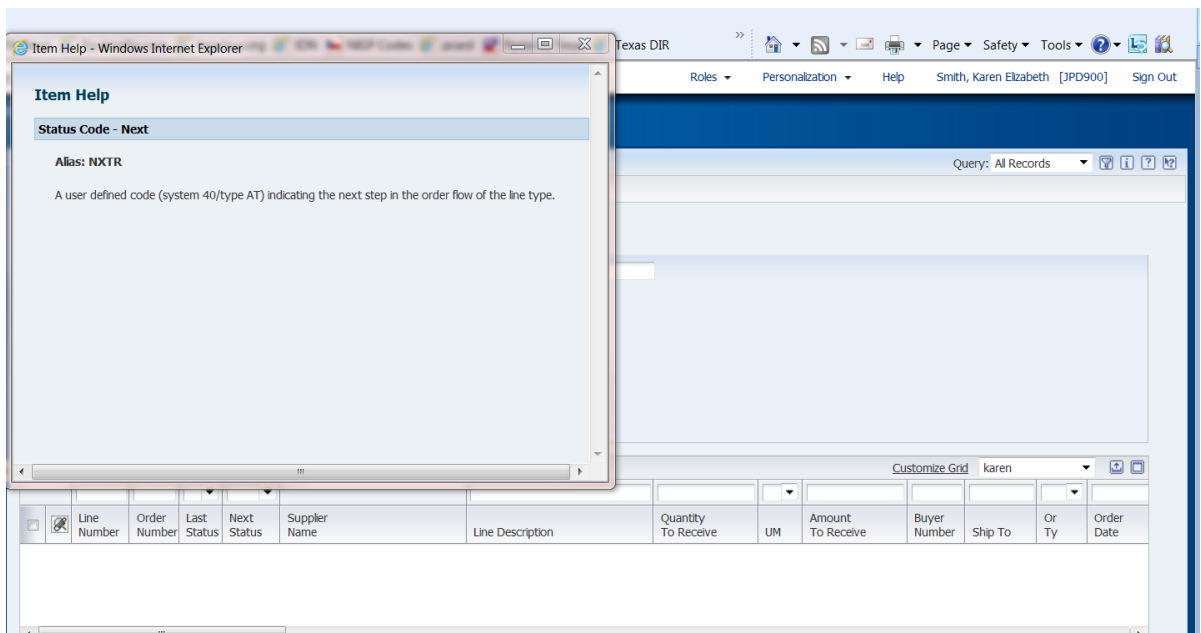 Item Help - Windows Internet Explorer
Texas DIR
»
Page
Safety
Tools
Roles
Personalization
Help
Smith, Karen Elizabeth [JPD900]
Sign Out
Item Help
Status Code - Next
Alias: NXTR
A user defined code (system 40/type AT) indicating the next step in the order flow of the line type.
Query: All Records
Customize Grid karen
Line Number
Order Number
Last Status
Next Status
Supplier Name
Line Description
Quantity To Receive
UM
Amount To Receive
Buyer Number
Ship To
Or Ty
Order Date